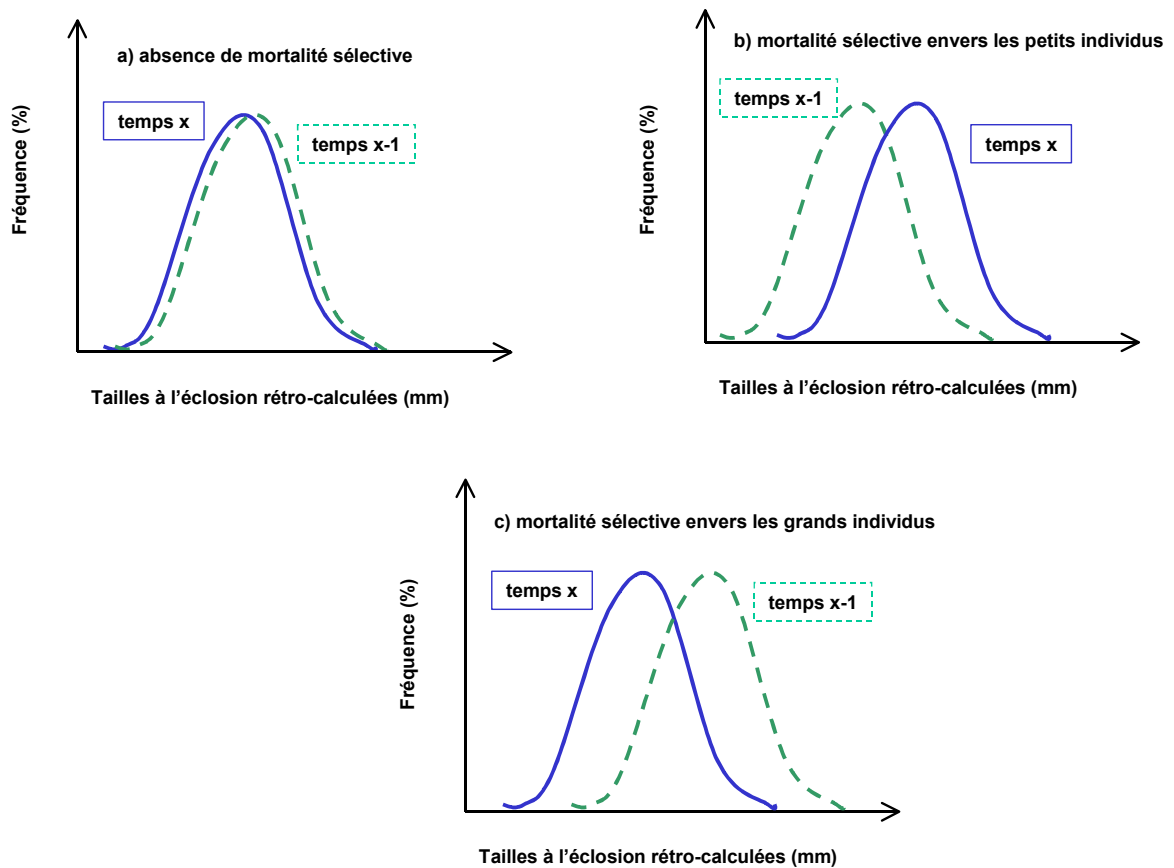 a) absence de mortalité sélective
temps x
temps x-1
Fréquence (%)
Tailles à l'éclosion rétro-calculées (mm)
b) mortalité sélective envers les petits individus
temps x-1
temps x
Fréquence (%)
Tailles à l'éclosion rétro-calculées (mm)
c) mortalité sélective envers les grands individus
temps x
temps x-1
Fréquence (%)
Tailles à l'éclosion rétro-calculées (mm)